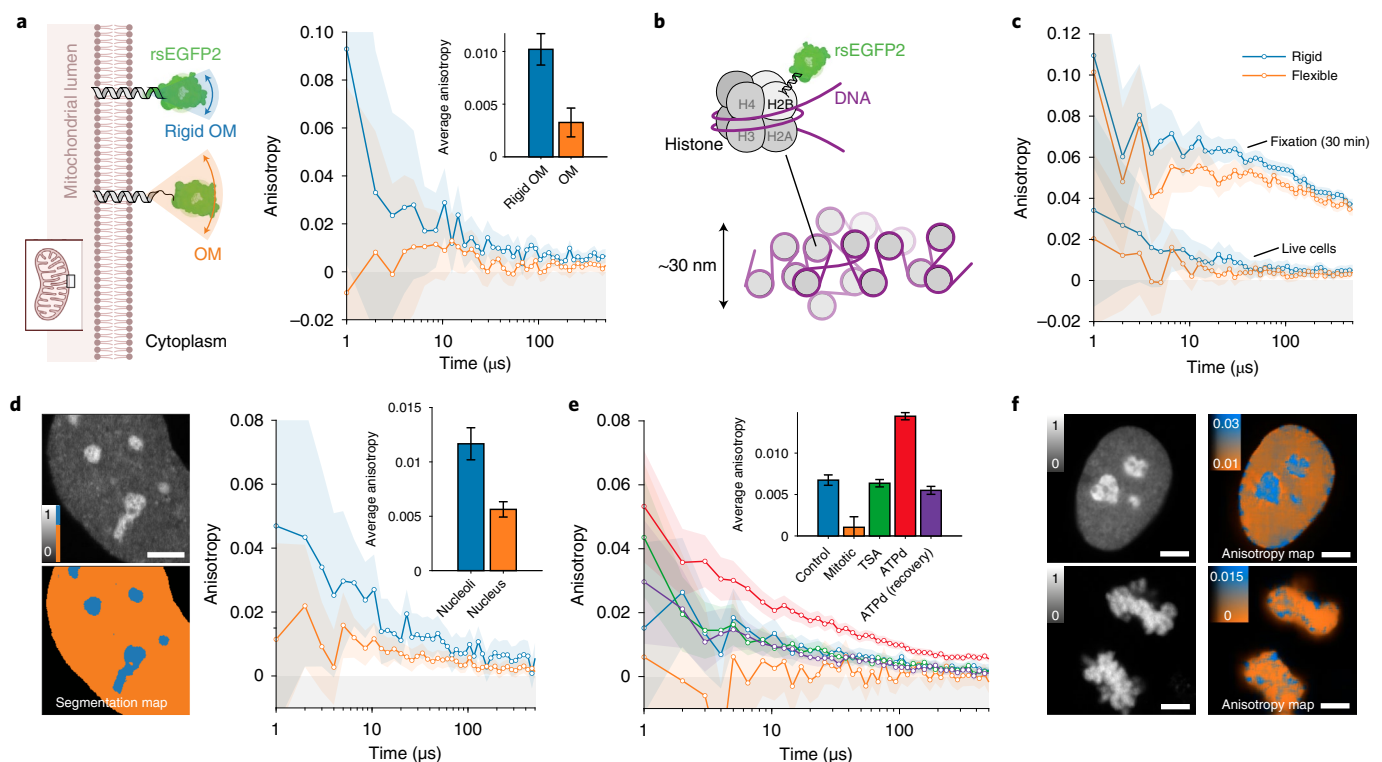 a
Mitochondrial lumen
rsEGFP2
Rigid OM
OM
Cytoplasm
Anisotropy
0.10
0.08
0.06
0.04
0.02
0
−0.02
1
10
100
Time (μs)
Average anisotropy
0.010
0.005
0
Rigid OM
OM
b
rsEGFP2
H4
H2B
DNA
H3
H2A
Histone
~30 nm
c
Anisotropy
0.12
0.10
0.08
0.06
0.04
0.02
0
−0.02
1
10
100
Time (μs)
Rigid
Flexible
Fixation (30 min)
Live cells
d
1
0
Segmentation map
Anisotropy
0.08
0.06
0.04
0.02
0
1
10
100
Time (μs)
Average anisotropy
0.015
0.01
0.005
0
Nucleoli
Nucleus
e
Anisotropy
0.08
0.06
0.04
0.02
0
1
10
100
Time (μs)
Average anisotropy
0.010
0.005
0
Control
Mitotic
TSA
ATPd
ATPd (recovery)
f
1
0
0.03
0.01
Anisotropy map
1
0
0.015
0
Anisotropy map